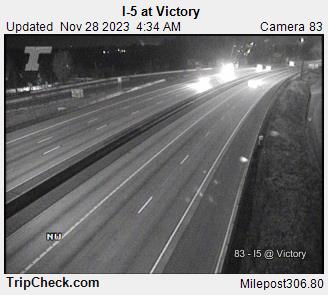 I-5 at Victory
Updated Nov 28 2023 4:34 AM Camera 83
T
NW
83 - I5 @ Victory
TripCheck.com Milepost306.80